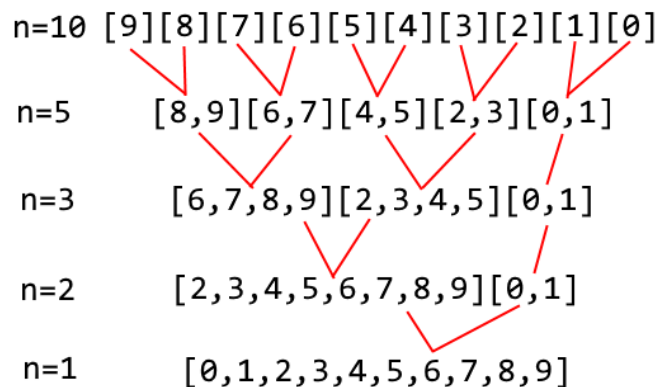 n=10 [9][8][7][6][5][4][3][2][1][0]
n=5 [8,9][6,7][4,5][2,3][0,1]
n=3 [6,7,8,9][2,3,4,5][0,1]
n=2 [2,3,4,5,6,7,8,9][0,1]
n=1 [0,1,2,3,4,5,6,7,8,9]